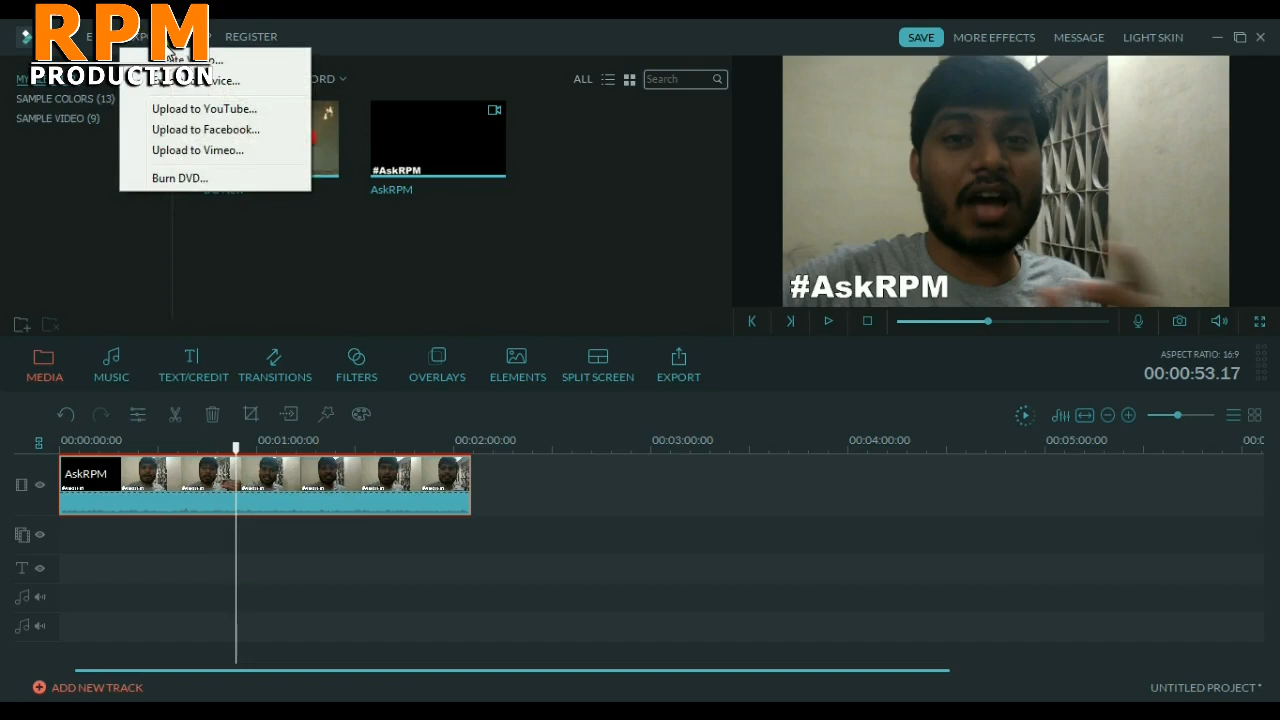 RPM
PRODUCTION
REGISTER
SAVE
MORE EFFECTS
MESSAGE
LIGHT SKIN
ALL
Search
SAMPLE COLORS (13)
SAMPLE VIDEO (9)
Upload to YouTube...
Upload to Facebook...
Upload to Vimeo...
Burn DVD...
#AskRPM
AskRPM
#AskRPM
MEDIA
MUSIC
TEXT/CREDIT
TRANSITIONS
FILTERS
OVERLAYS
ELEMENTS
SPLIT SCREEN
EXPORT
ASPECT RATIO: 16:9
00:00:53.17
00:00:00:00
00:01:00:00
00:02:00:00
00:03:00:00
00:04:00:00
00:05:00:00
AskRPM
ADD NEW TRACK
UNTITLED PROJECT *